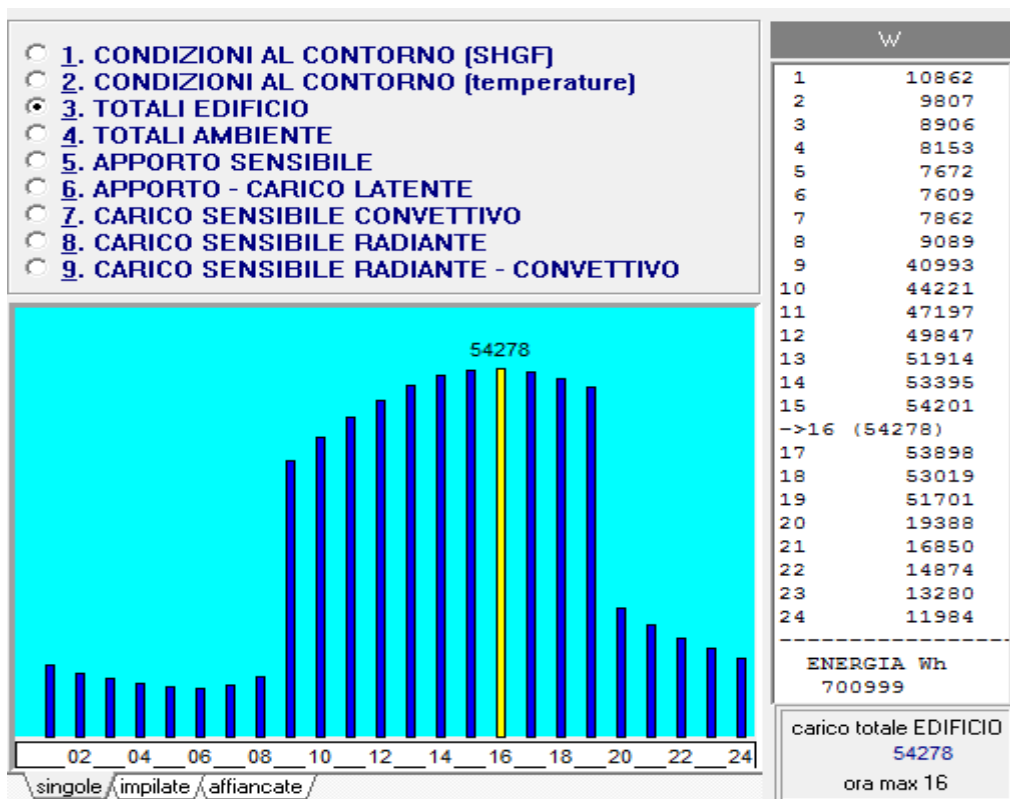 1. CONDIZIONI AL CONTORNO (SHGF)
2. CONDIZIONI AL CONTORNO (temperature)
3. TOTALI EDIFICIO
4. TOTALI AMBIENTE
5. APPORTO SENSIBILE
6. APPORTO - CARICO LATENTE
7. CARICO SENSIBILE CONVETTIVO
8. CARICO SENSIBILE RADIANTE
9. CARICO SENSIBILE RADIANTE - CONVETTIVO
54278
02 04 06 08 10 12 14 16 18 20 22 24
singole impilate affiancate
W
1 10862
2 9807
3 8906
4 8153
5 7672
6 7609
7 7862
8 9089
9 40993
10 44221
11 47197
12 49847
13 51914
14 53395
15 54201
->16 (54278)
17 53898
18 53019
19 51701
20 19388
21 16850
22 14874
23 13280
24 11984
--------------------
ENERGIA Wh
700999
carico totale EDIFICIO
54278
ora max 16